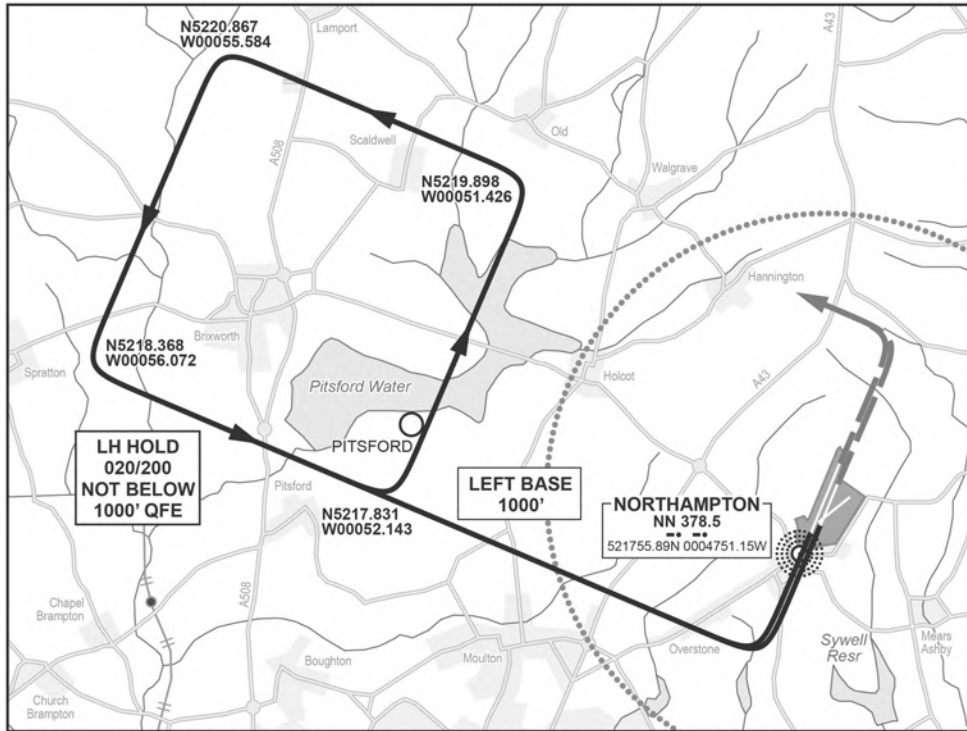 N5220.867
W00055.584
Lamport
A43
A508
Scaldwell
Old
Walgrave
N5219.898
W00051.426
Hannington
Brixworth
N5218.368
W00056.072
Spratton
Pitsford Water
Holcot
A43
PITSFORD
LH HOLD
020/200
NOT BELOW
1000' QFE
Pitsford
LEFT BASE
1000'
NORTHAMPTON
NN 378.5
521755.89N 0004751.15W
N5217.831
W00052.143
A508
Chapel
Brampton
Overstone
Sywell
Resr
Mears
Ashby
Boughton
Moulton
Church
Brampton